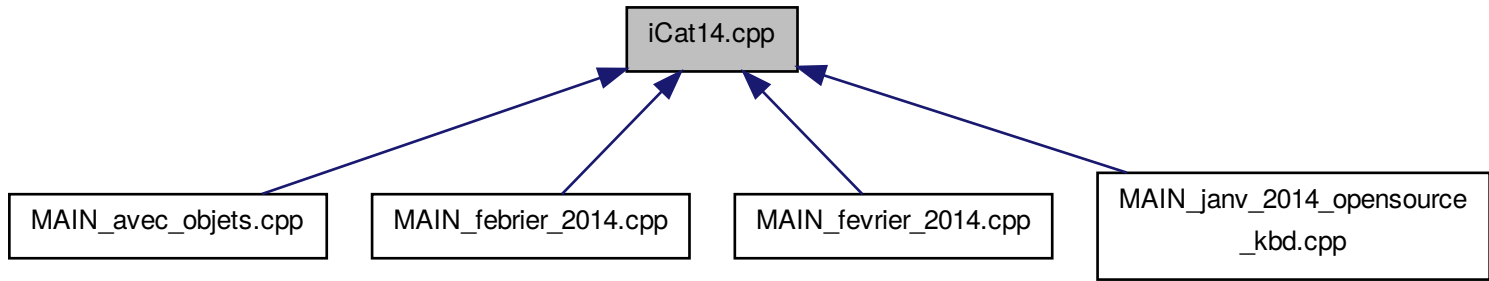 iCat14.cpp
MAIN_avec_objets.cpp
MAIN_febrier_2014.cpp
MAIN_fevrier_2014.cpp
MAIN_janv_2014_opensource
_kbd.cpp